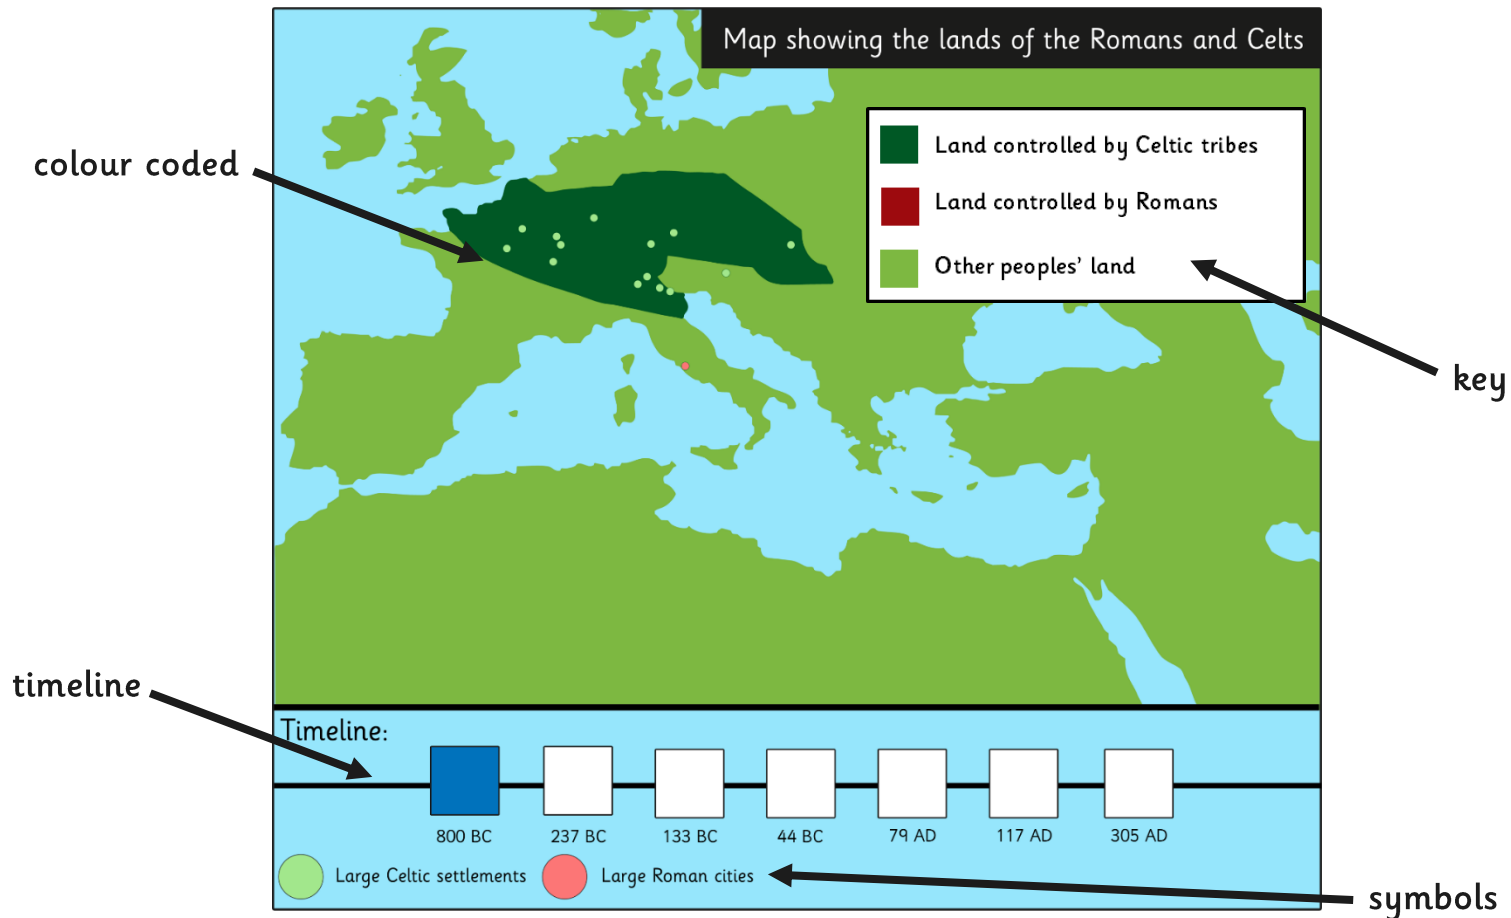 Map showing the lands of the Romans and Celts
Land controlled by Celtic tribes
colour coded
Land controlled by Romans
Other peoples' land
key
timeline
Timeline:
800 BC
237 BC
133 BC
44 BC
79 AD
117 AD
305 AD
Large Celtic settlements
Large Roman cities
symbols